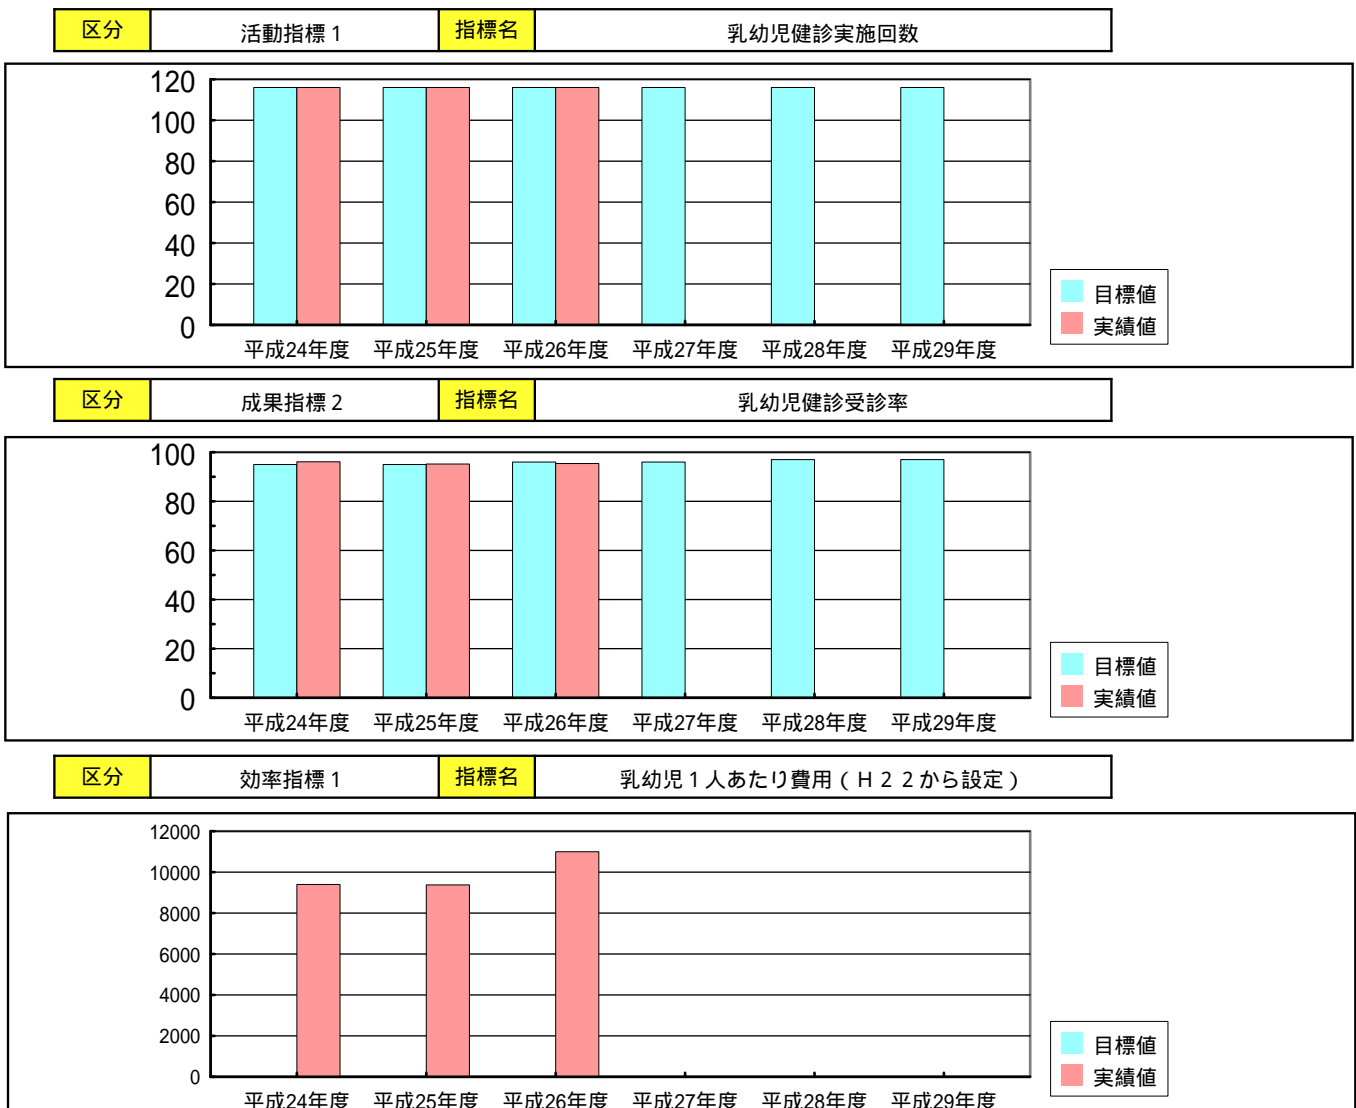 区分 活動指標１ 指標名 乳幼児健診実施回数
120
100
80
60
40
20
0
平成24年度 平成25年度 平成26年度 平成27年度 平成28年度 平成29年度
目標値
実績値
区分 成果指標２ 指標名 乳幼児健診受診率
100
80
60
40
20
0
平成24年度 平成25年度 平成26年度 平成27年度 平成28年度 平成29年度
目標値
実績値
区分 効率指標１ 指標名 乳幼児１人あたり費用（Ｈ２２から設定）
12000
10000
8000
6000
4000
2000
0
平成24年度 平成25年度 平成26年度 平成27年度 平成28年度 平成29年度
目標値
実績値